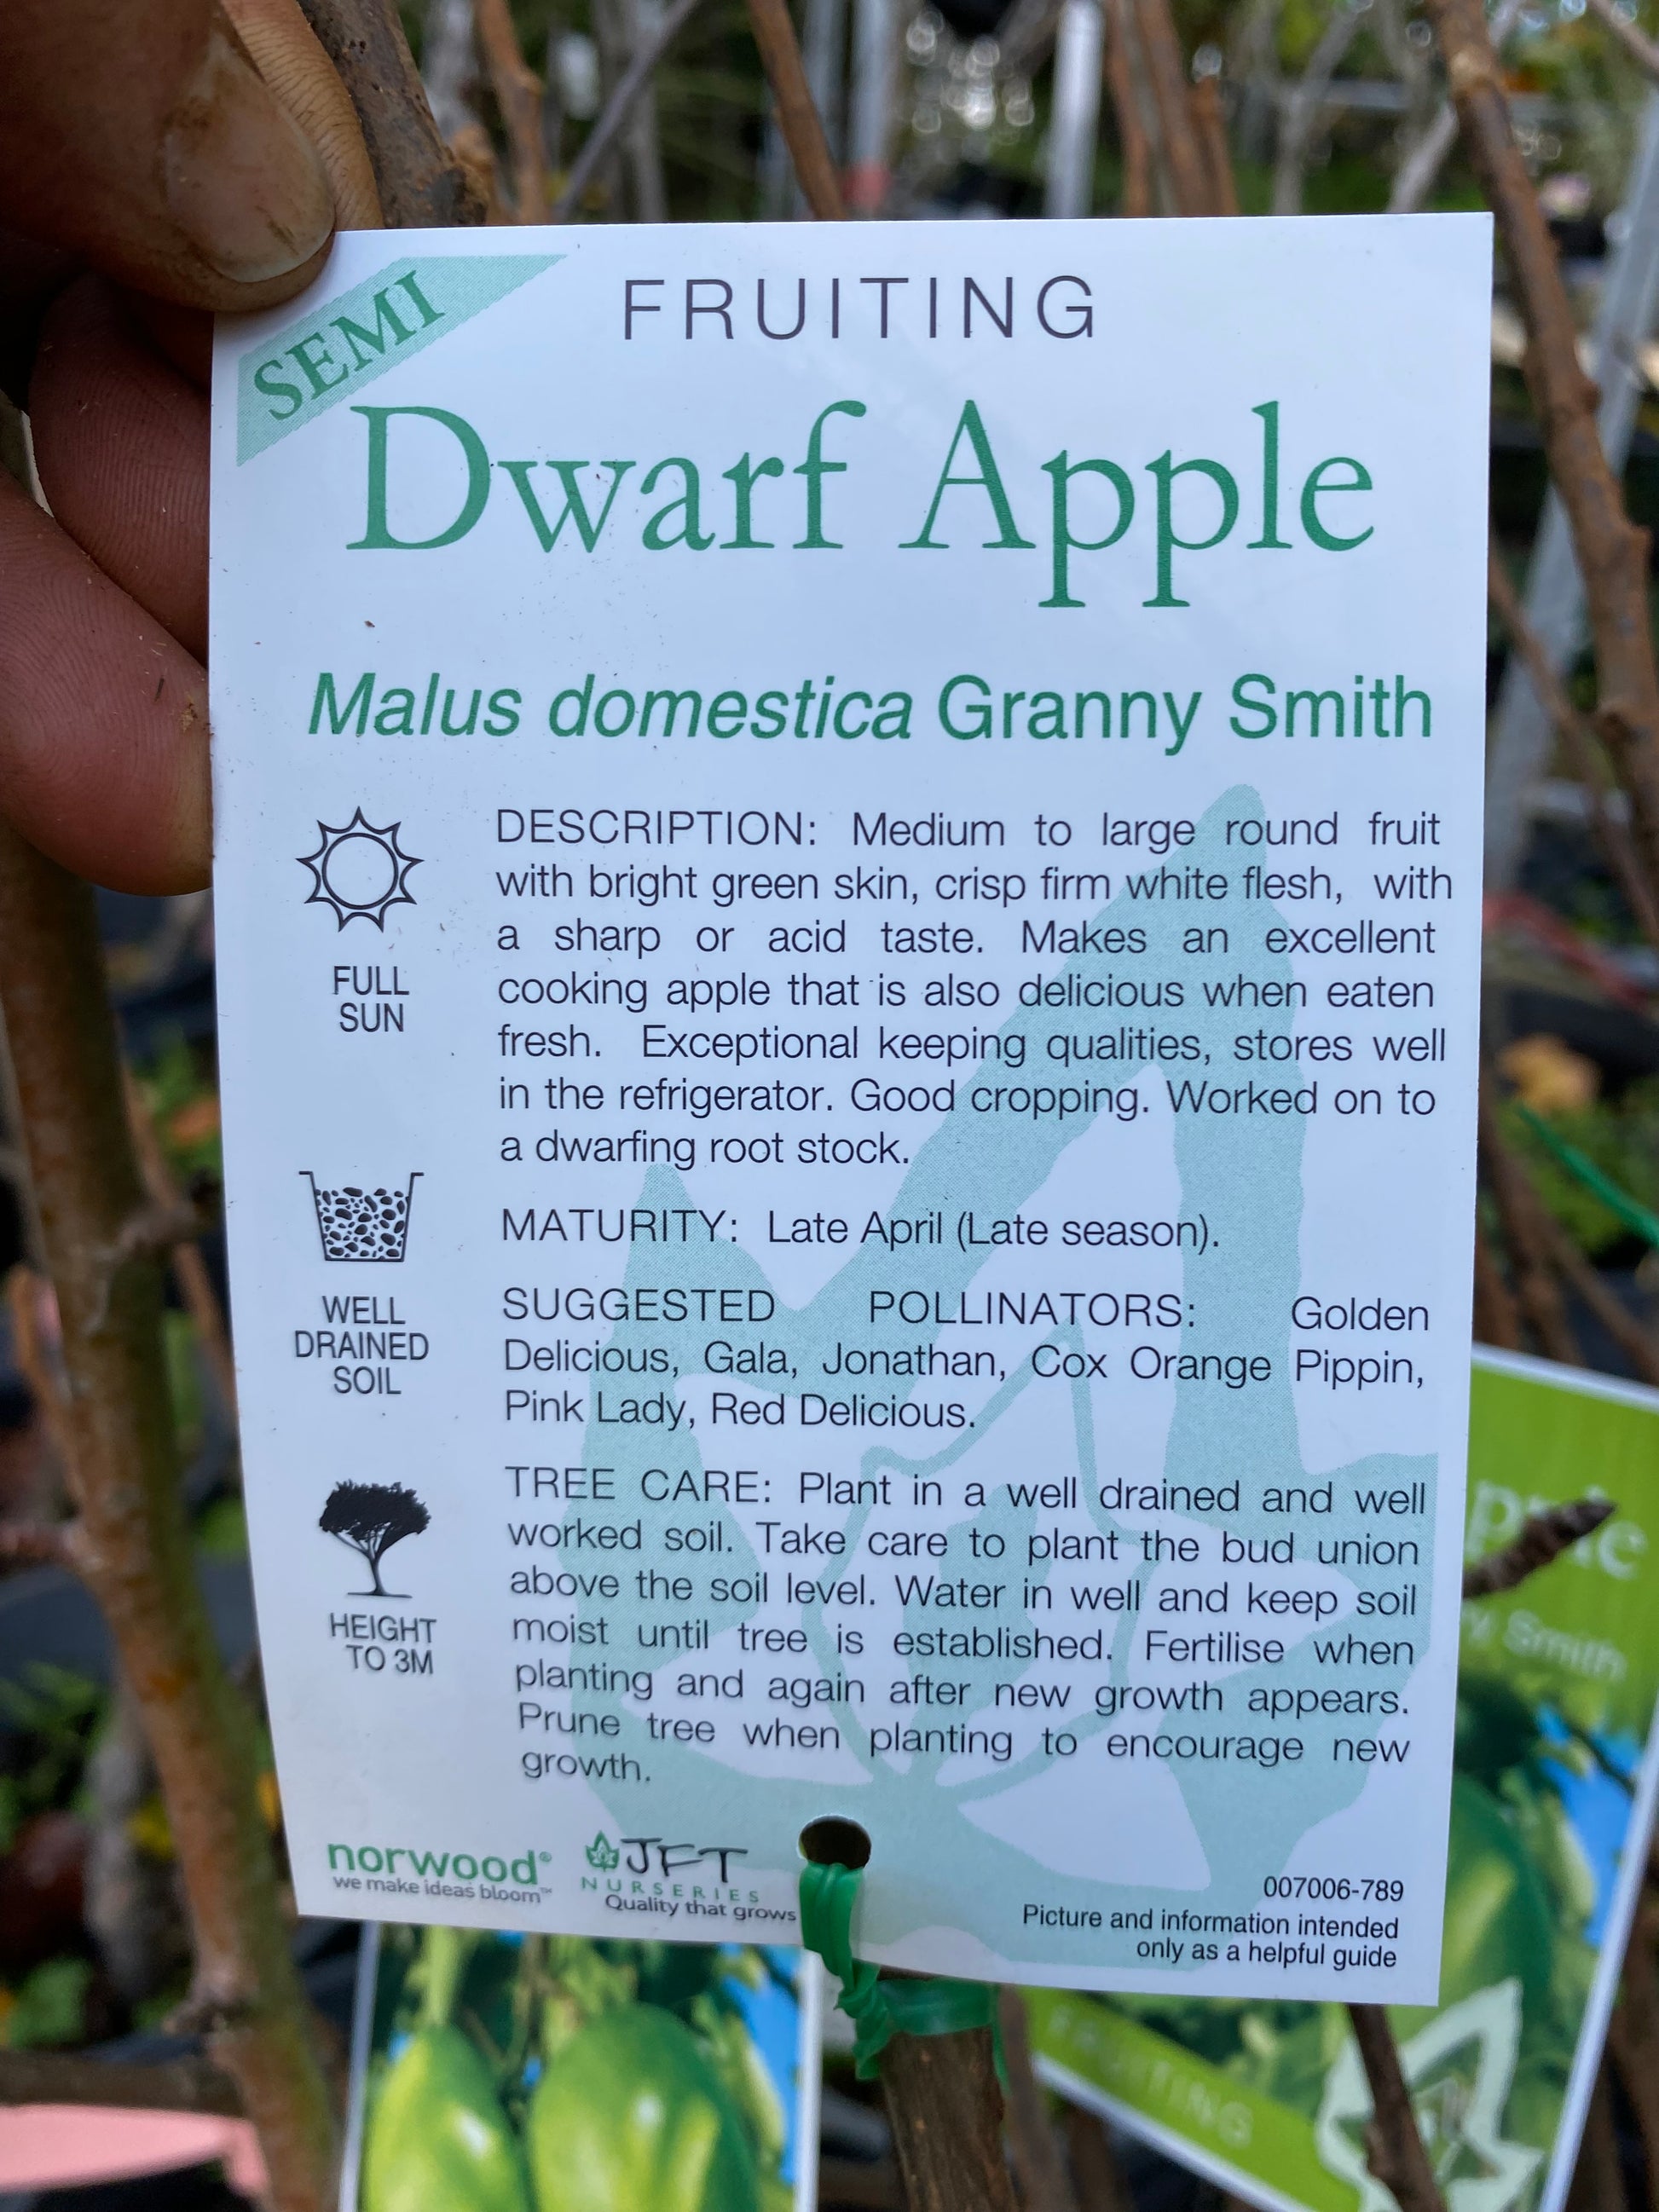 SEMI
FRUITING
Dwarf Apple
Malus domestica Granny Smith
FULL
SUN
DESCRIPTION: Medium to large round fruit
with bright green skin, crisp firm white flesh, with
a sharp or acid taste. Makes an excellent
cooking apple that is also delicious when eaten
fresh. Exceptional keeping qualities, stores well
in the refrigerator. Good cropping. Worked on to
a dwarfing root stock.
MATURITY: Late April (Late season).
WELL
DRAINED
SOIL
SUGGESTED POLLINATORS: Golden
Delicious, Gala, Jonathan, Cox Orange Pippin,
Pink Lady, Red Delicious.
HEIGHT
TO 3M
TREE CARE: Plant in a well drained and well
worked soil. Take care to plant the bud union
above the soil level. Water in well and keep soil
moist until tree is established. Fertilise when
planting and again after new growth appears.
Prune tree when planting to encourage new
growth.
norwood®
we make ideas bloom™
JFT
NURSERIES
Quality that grows
007006-789
Picture and information intended
only as a helpful guide
Smith
FRUITING